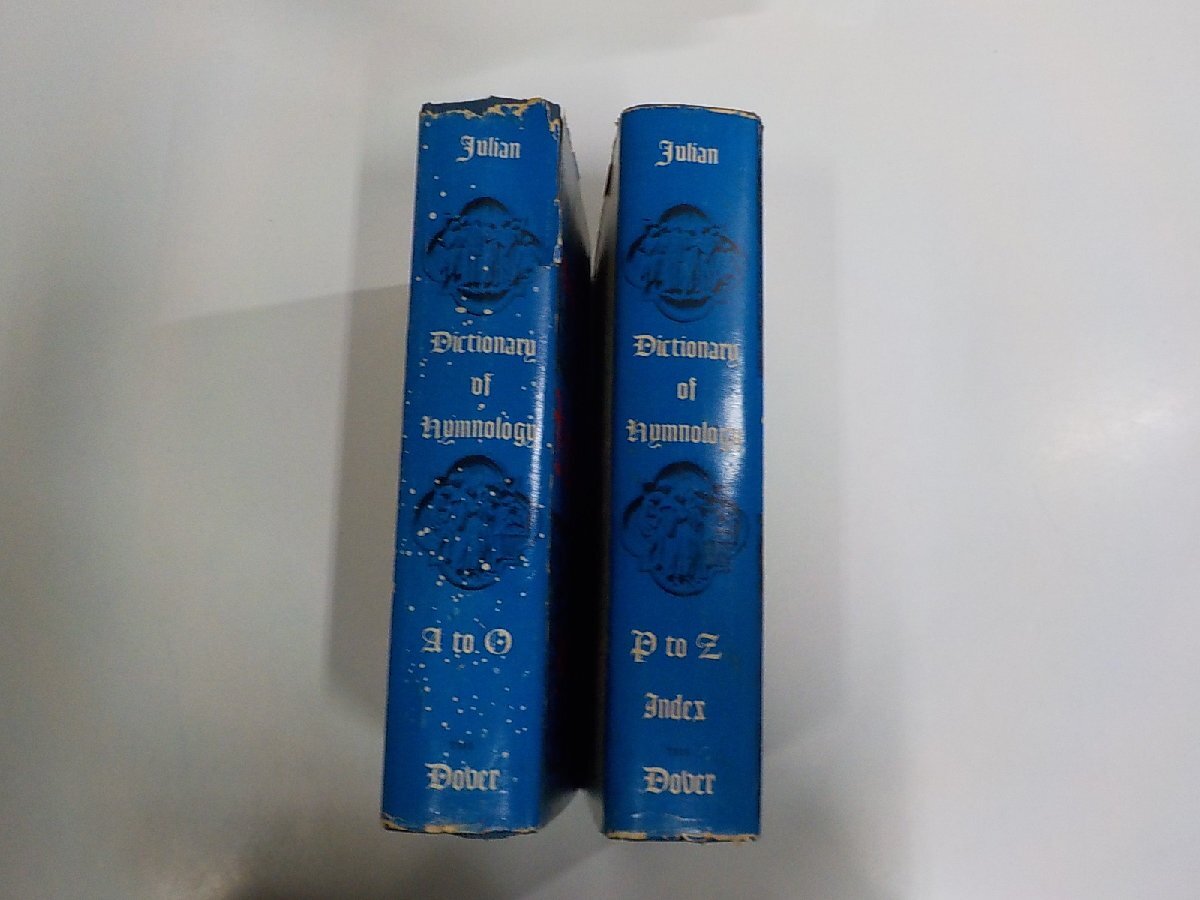 Julian
Dictionary
of
Hymnology
A to O
Dover
Julian
Dictionary
of
Hymnology
P to Z
Index
Dover